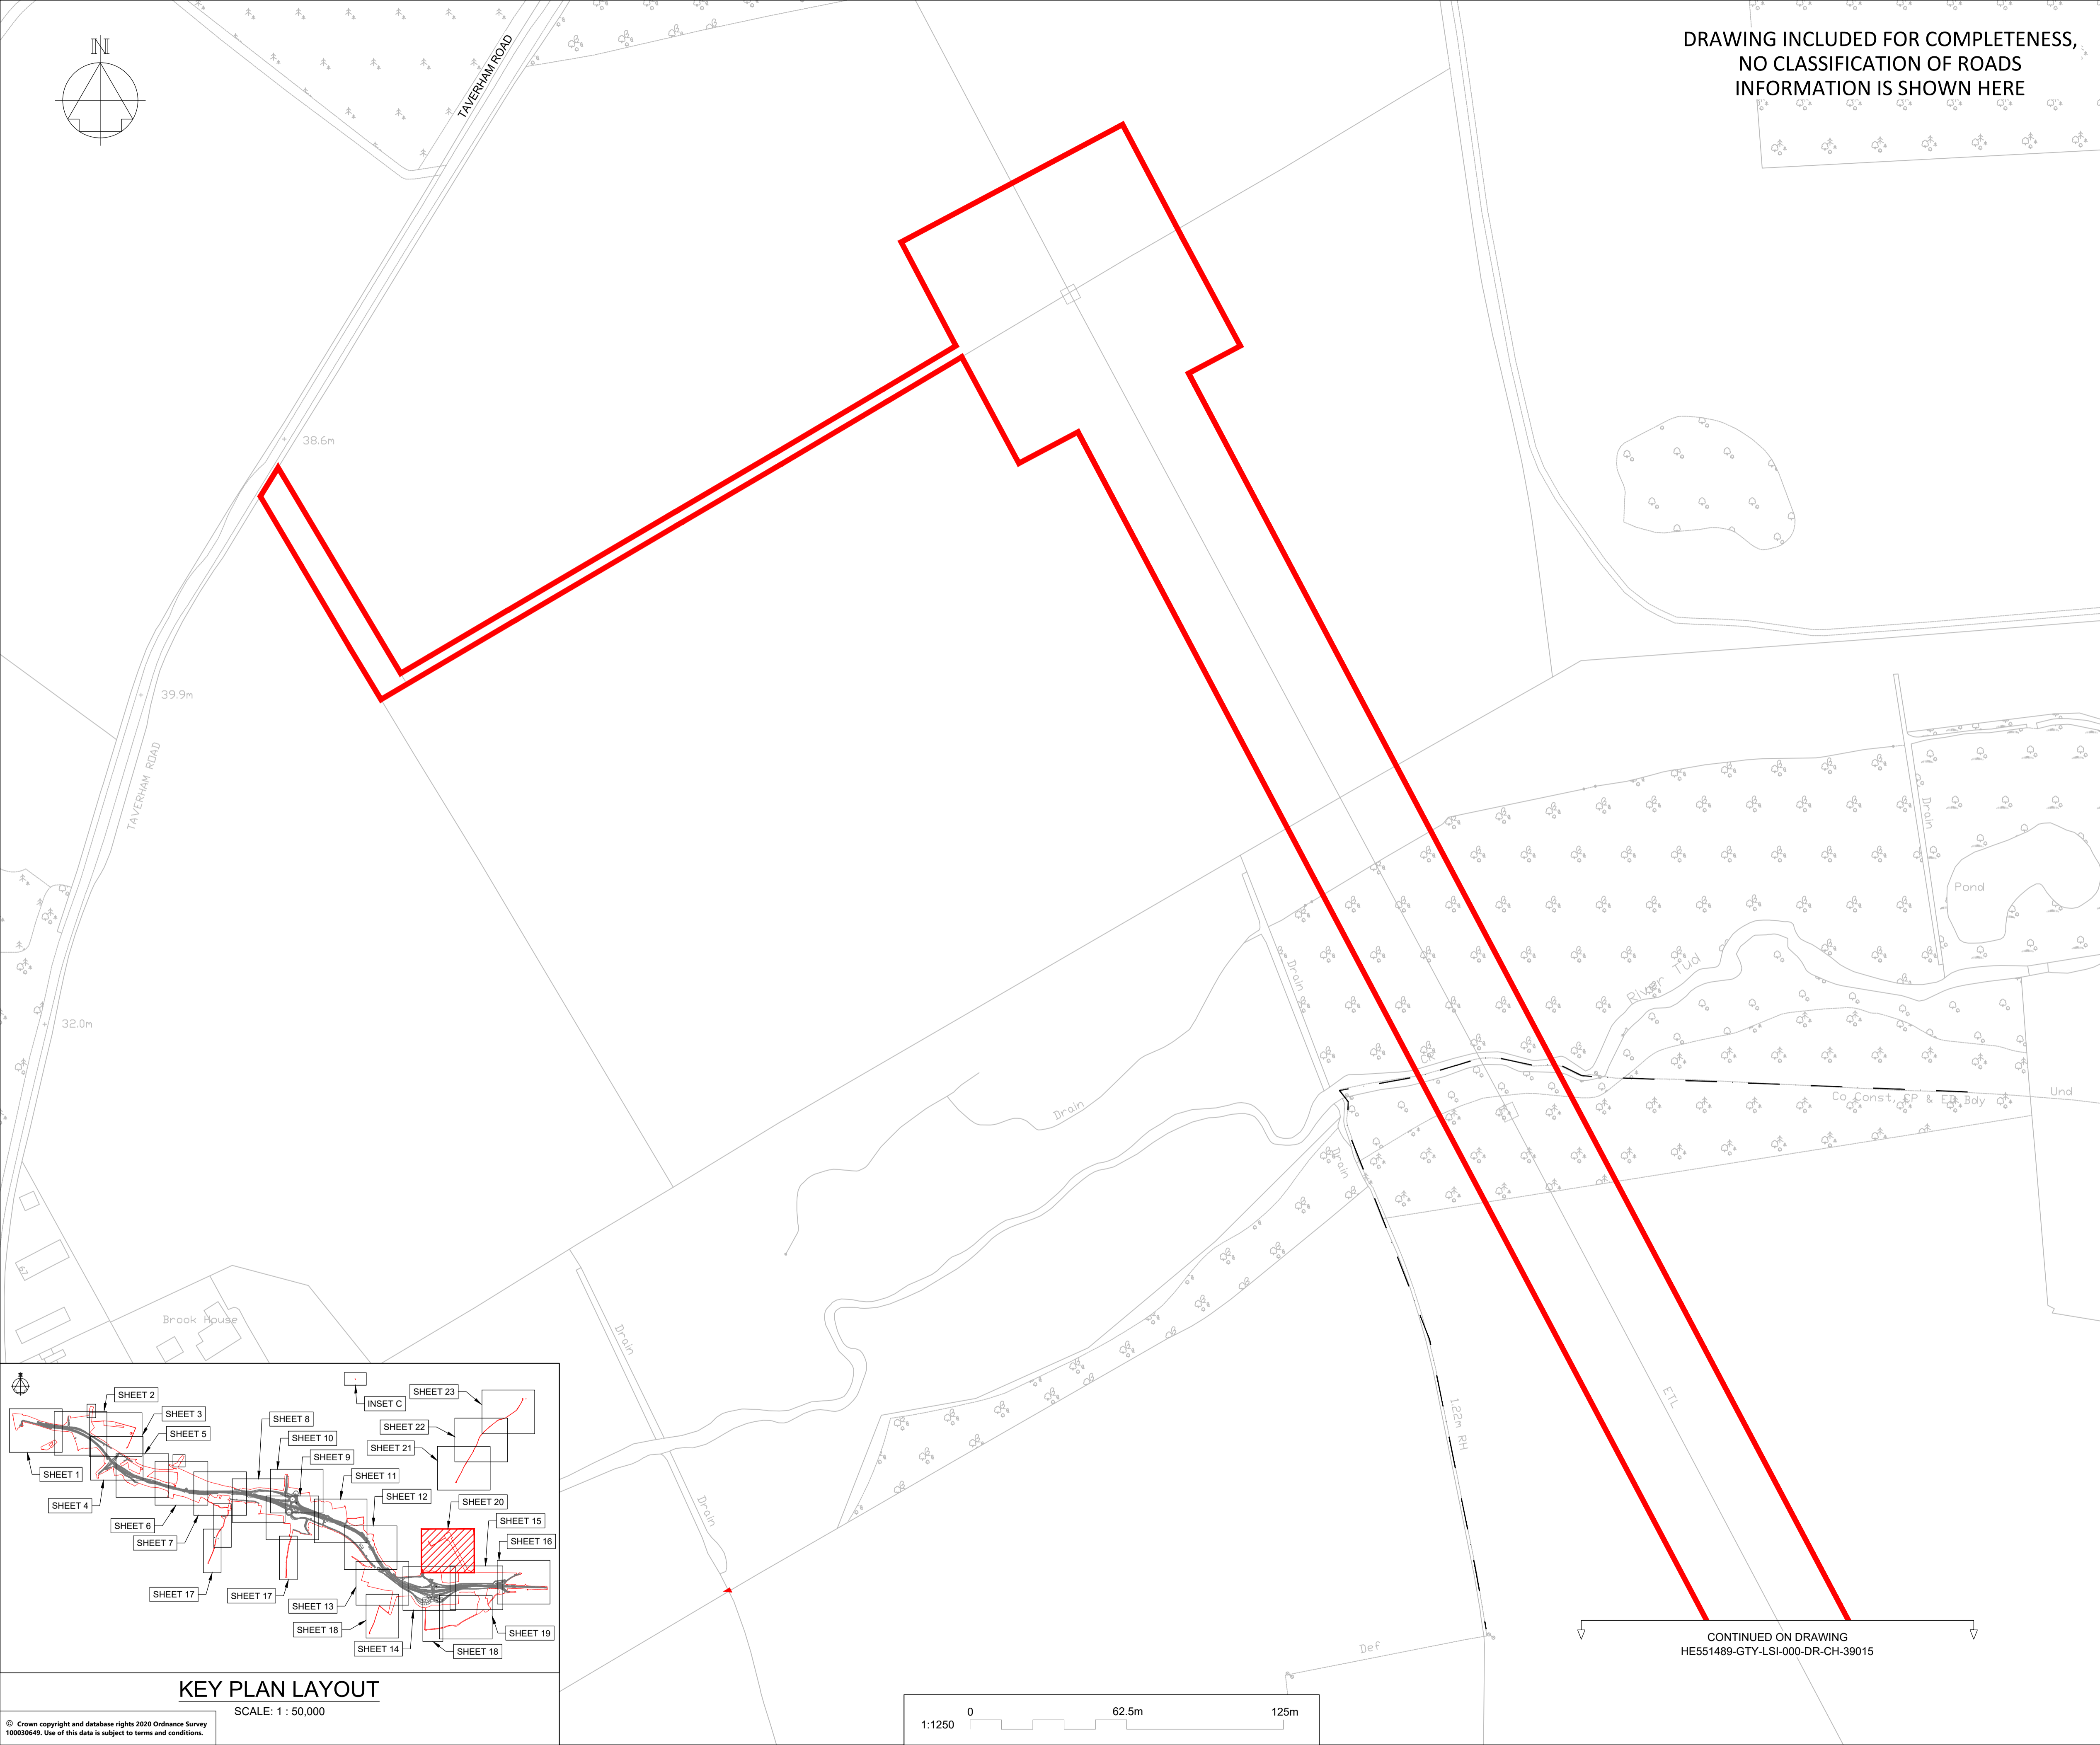 N
TAVERHAM ROAD
DRAWING INCLUDED FOR COMPLETENESS,
NO CLASSIFICATION OF ROADS
INFORMATION IS SHOWN HERE
38.6m
39.9m
TAVERHAM ROAD
32.0m
Drain
Pond
River Tud
Drain
CR
Co Const, CP & ED Bdy
Und
Drain
Drain
Brook House
Drain
ETL
1.22m RH
Drain
Def
CONTINUED ON DRAWING
HE551489-GTY-LSI-000-DR-CH-39015
N
SHEET 2
SHEET 3
SHEET 5
SHEET 1
SHEET 4
SHEET 6
SHEET 7
SHEET 8
SHEET 10
SHEET 9
SHEET 11
SHEET 12
INSET C
SHEET 23
SHEET 22
SHEET 21
SHEET 20
SHEET 15
SHEET 16
SHEET 17
SHEET 17
SHEET 13
SHEET 18
SHEET 14
SHEET 18
SHEET 19
KEY PLAN LAYOUT
SCALE: 1 : 50,000
© Crown copyright and database rights 2020 Ordnance Survey
100030649. Use of this data is subject to terms and conditions.
1:1250
0 62.5m 125m